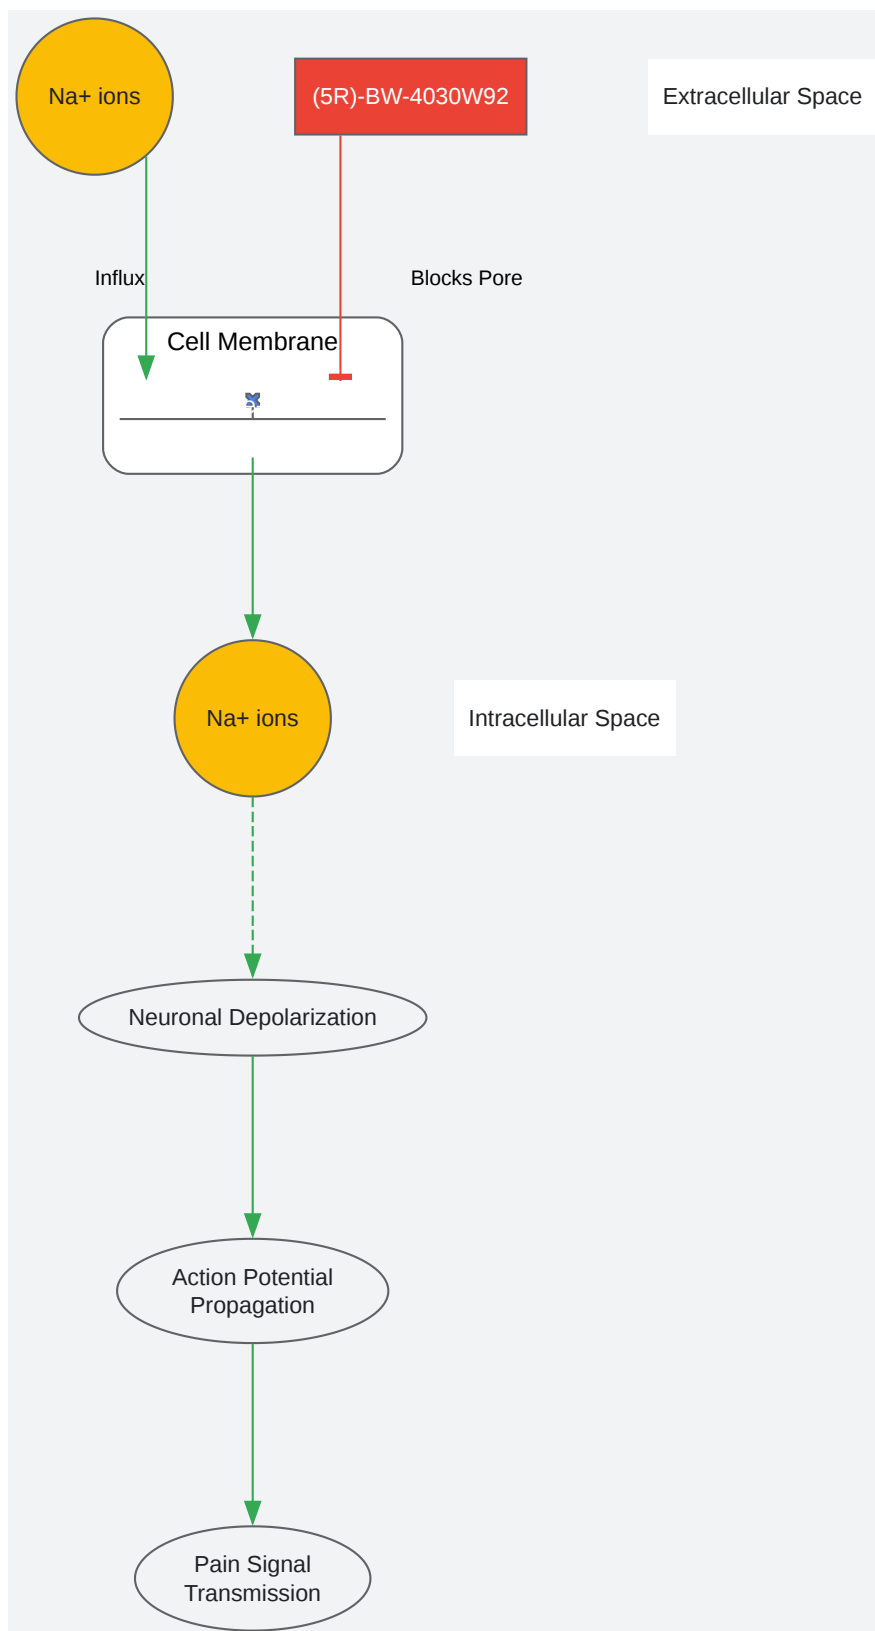 Na+ ions
(5R)-BW-4030W92
Extracellular Space
Influx
Blocks Pore
Cell Membrane
Na+ ions
Intracellular Space
Neuronal Depolarization
Action Potential
Propagation
Pain Signal
Transmission